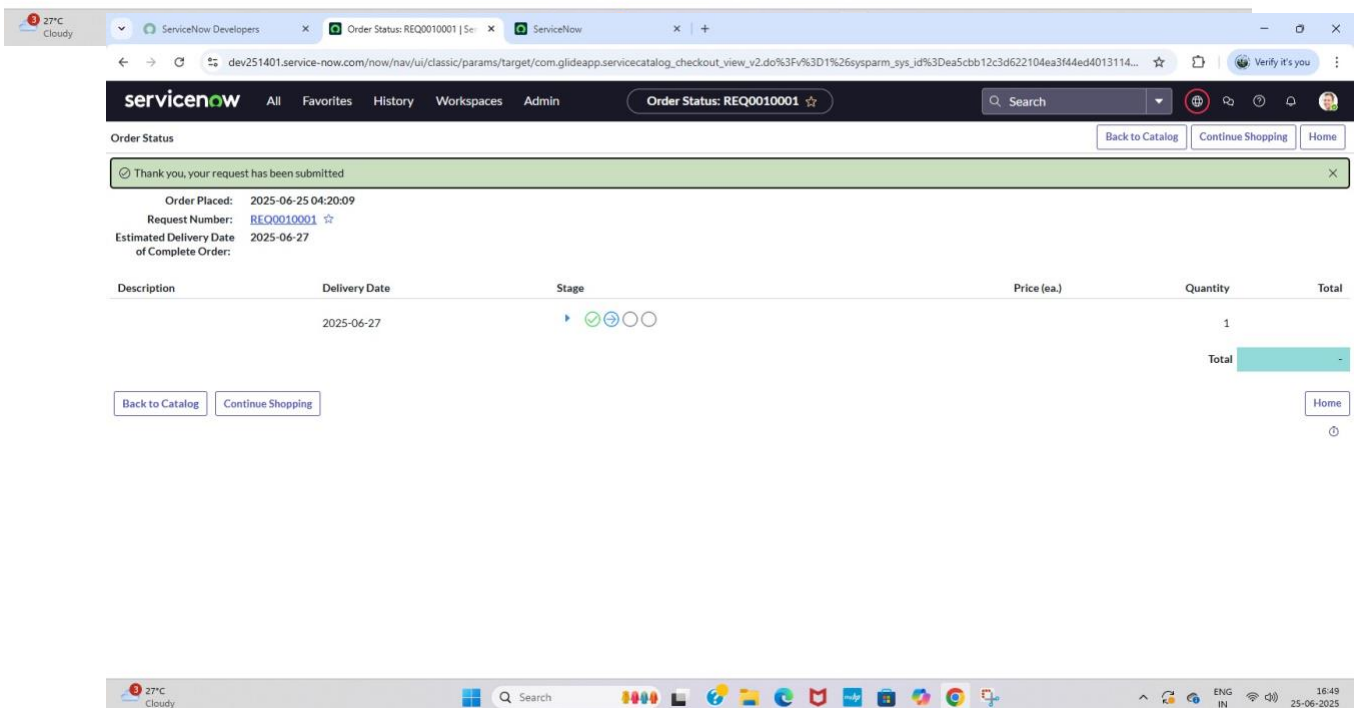 3
27°C
Cloudy
ServiceNow Developers
Order Status: REQ0010001 | Se
ServiceNow
dev251401.service-now.com/now/nav/ui/classic/params/target/com.glideapp.servicecatalog_checkout_view_v2.do%3Fv%3D1%26sysparm_sys_id%3Dea5cbb12c3d622104ea3f44ed4013114...
Verify it's you
servicenow All Favorites History Workspaces Admin Order Status: REQ0010001 Search
Order Status Back to Catalog Continue Shopping Home
Thank you, your request has been submitted
Order Placed: 2025-06-25 04:20:09
Request Number: REQ0010001
Estimated Delivery Date 2025-06-27
of Complete Order:
Description Delivery Date Stage Price (ea.) Quantity Total
2025-06-27 1
Total -
Back to Catalog Continue Shopping Home
3
27°C
Cloudy
Search
ENG
IN
16:49
25-06-2025